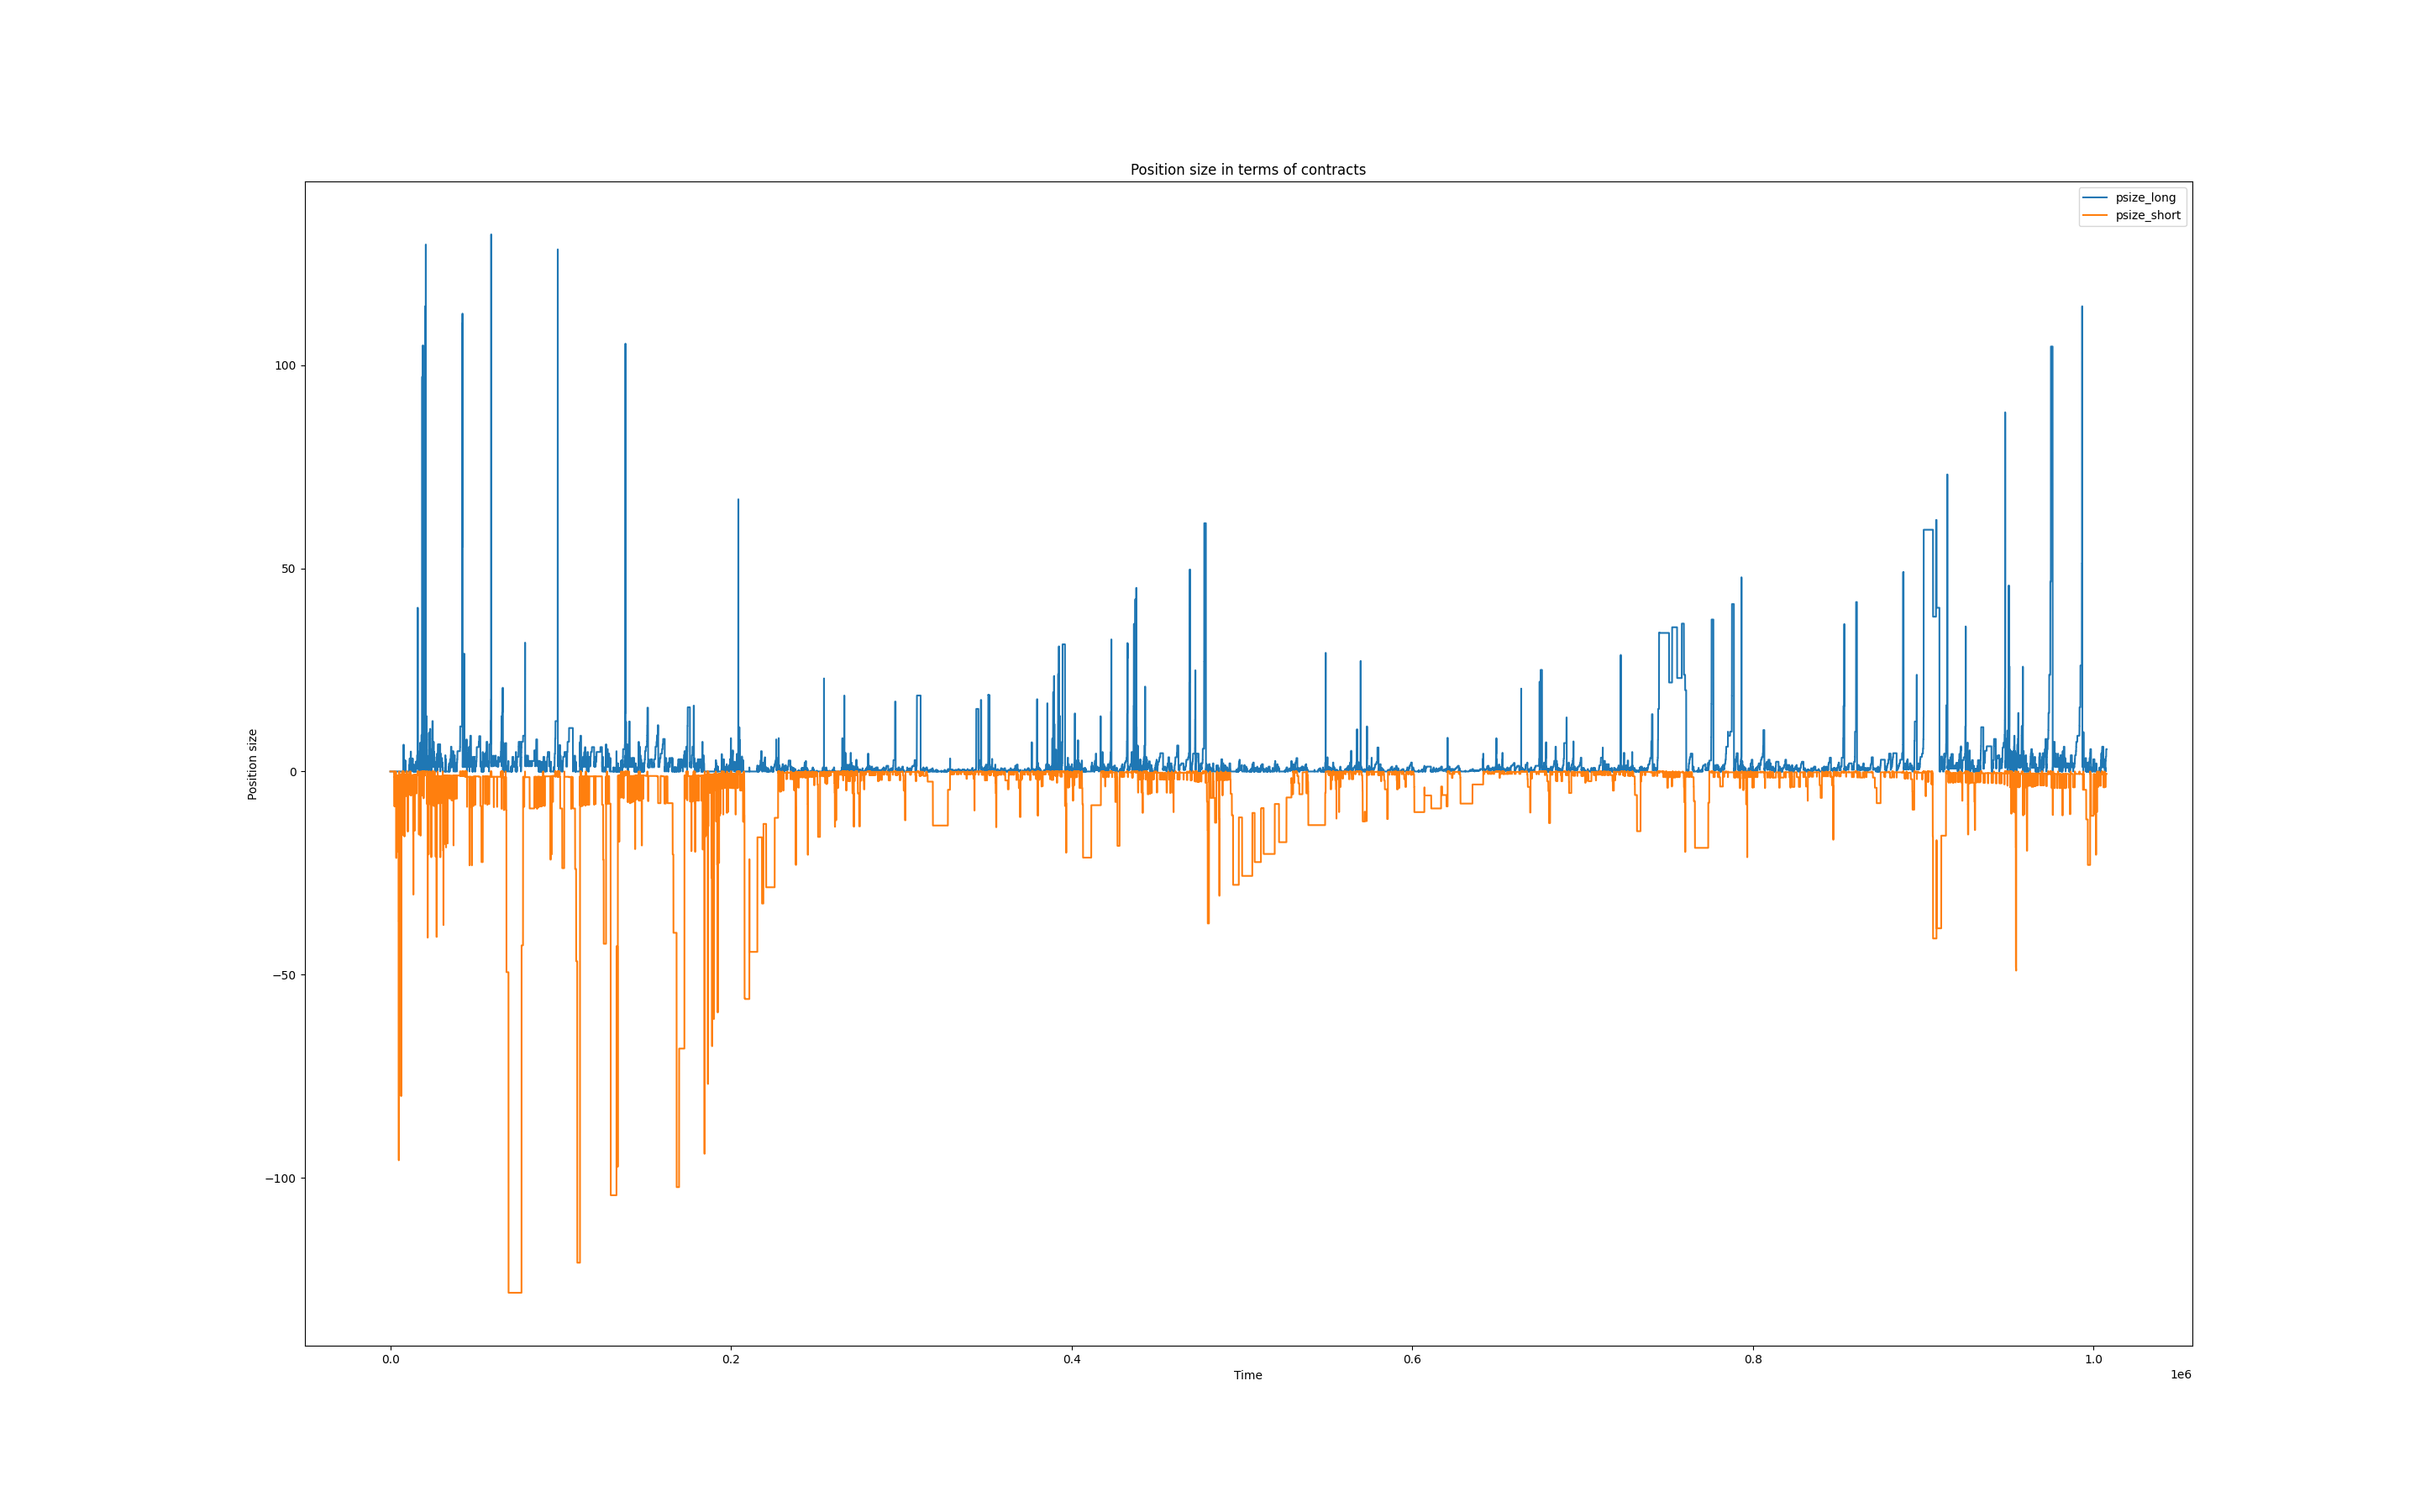 Position size in terms of contracts
psize_long
psize_short
Position size
100
50
0
−50
−100
0.0
0.2
0.4
0.6
0.8
1.0
1e6
Time